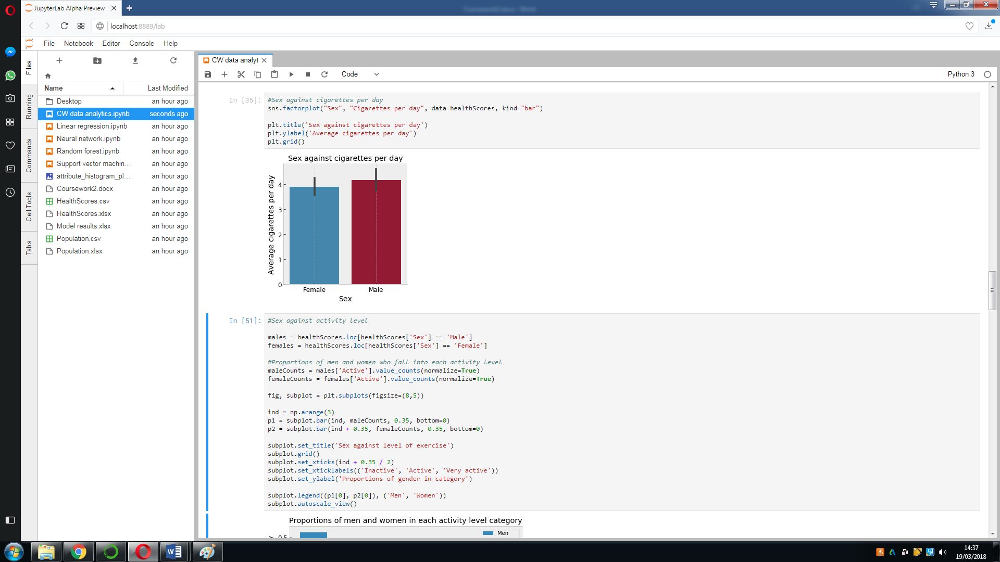 JupyterLab Alpha Preview
localhost:8889/lab
File Notebook Editor Console Help
Files
Running
Commands
Cell Tools
Tabs
Name Last Modified
Desktop an hour ago
CW data analytics.ipynb seconds ago
Linear regression.ipynb an hour ago
Neural network.ipynb an hour ago
Random forest.ipynb an hour ago
Support vector machin... an hour ago
attribute_histogram_pl... an hour ago
Coursework2.docx an hour ago
HealthScores.csv an hour ago
HealthScores.xlsx an hour ago
Model results.xlsx an hour ago
Population.csv an hour ago
Population.xlsx an hour ago
CW data analyt
Code
Python 3
In [35]:
#Sex against cigarettes per day
sns.factorplot("Sex", "Cigarettes per day", data=healthScores, kind="bar")
plt.title('Sex against cigarettes per day')
plt.ylabel('Average cigarettes per day')
plt.grid()
Sex against cigarettes per day
Average cigarettes per day
4
3
2
1
0
Female Male
Sex
In [51]:
#Sex against activity level
males = healthScores.loc[healthScores['Sex'] == 'Male']
females = healthScores.loc[healthScores['Sex'] == 'Female']
#Proportions of men and women who fall into each activity level
maleCounts = males['Active'].value_counts(normalize=True)
femaleCounts = females['Active'].value_counts(normalize=True)
fig, subplot = plt.subplots(figsize=(8,5))
ind = np.arange(3)
p1 = subplot.bar(ind, maleCounts, 0.35, bottom=0)
p2 = subplot.bar(ind + 0.35, femaleCounts, 0.35, bottom=0)
subplot.set_title('Sex against level of exercise')
subplot.grid()
subplot.set_xticks(ind + 0.35 / 2)
subplot.set_xticklabels(('Inactive', 'Active', 'Very active'))
subplot.set_ylabel('Proportions of gender in category')
subplot.legend((p1[0], p2[0]), ('Men', 'Women'))
subplot.autoscale_view()
Proportions of men and women in each activity level category
0.5
Men
14:37
19/03/2018